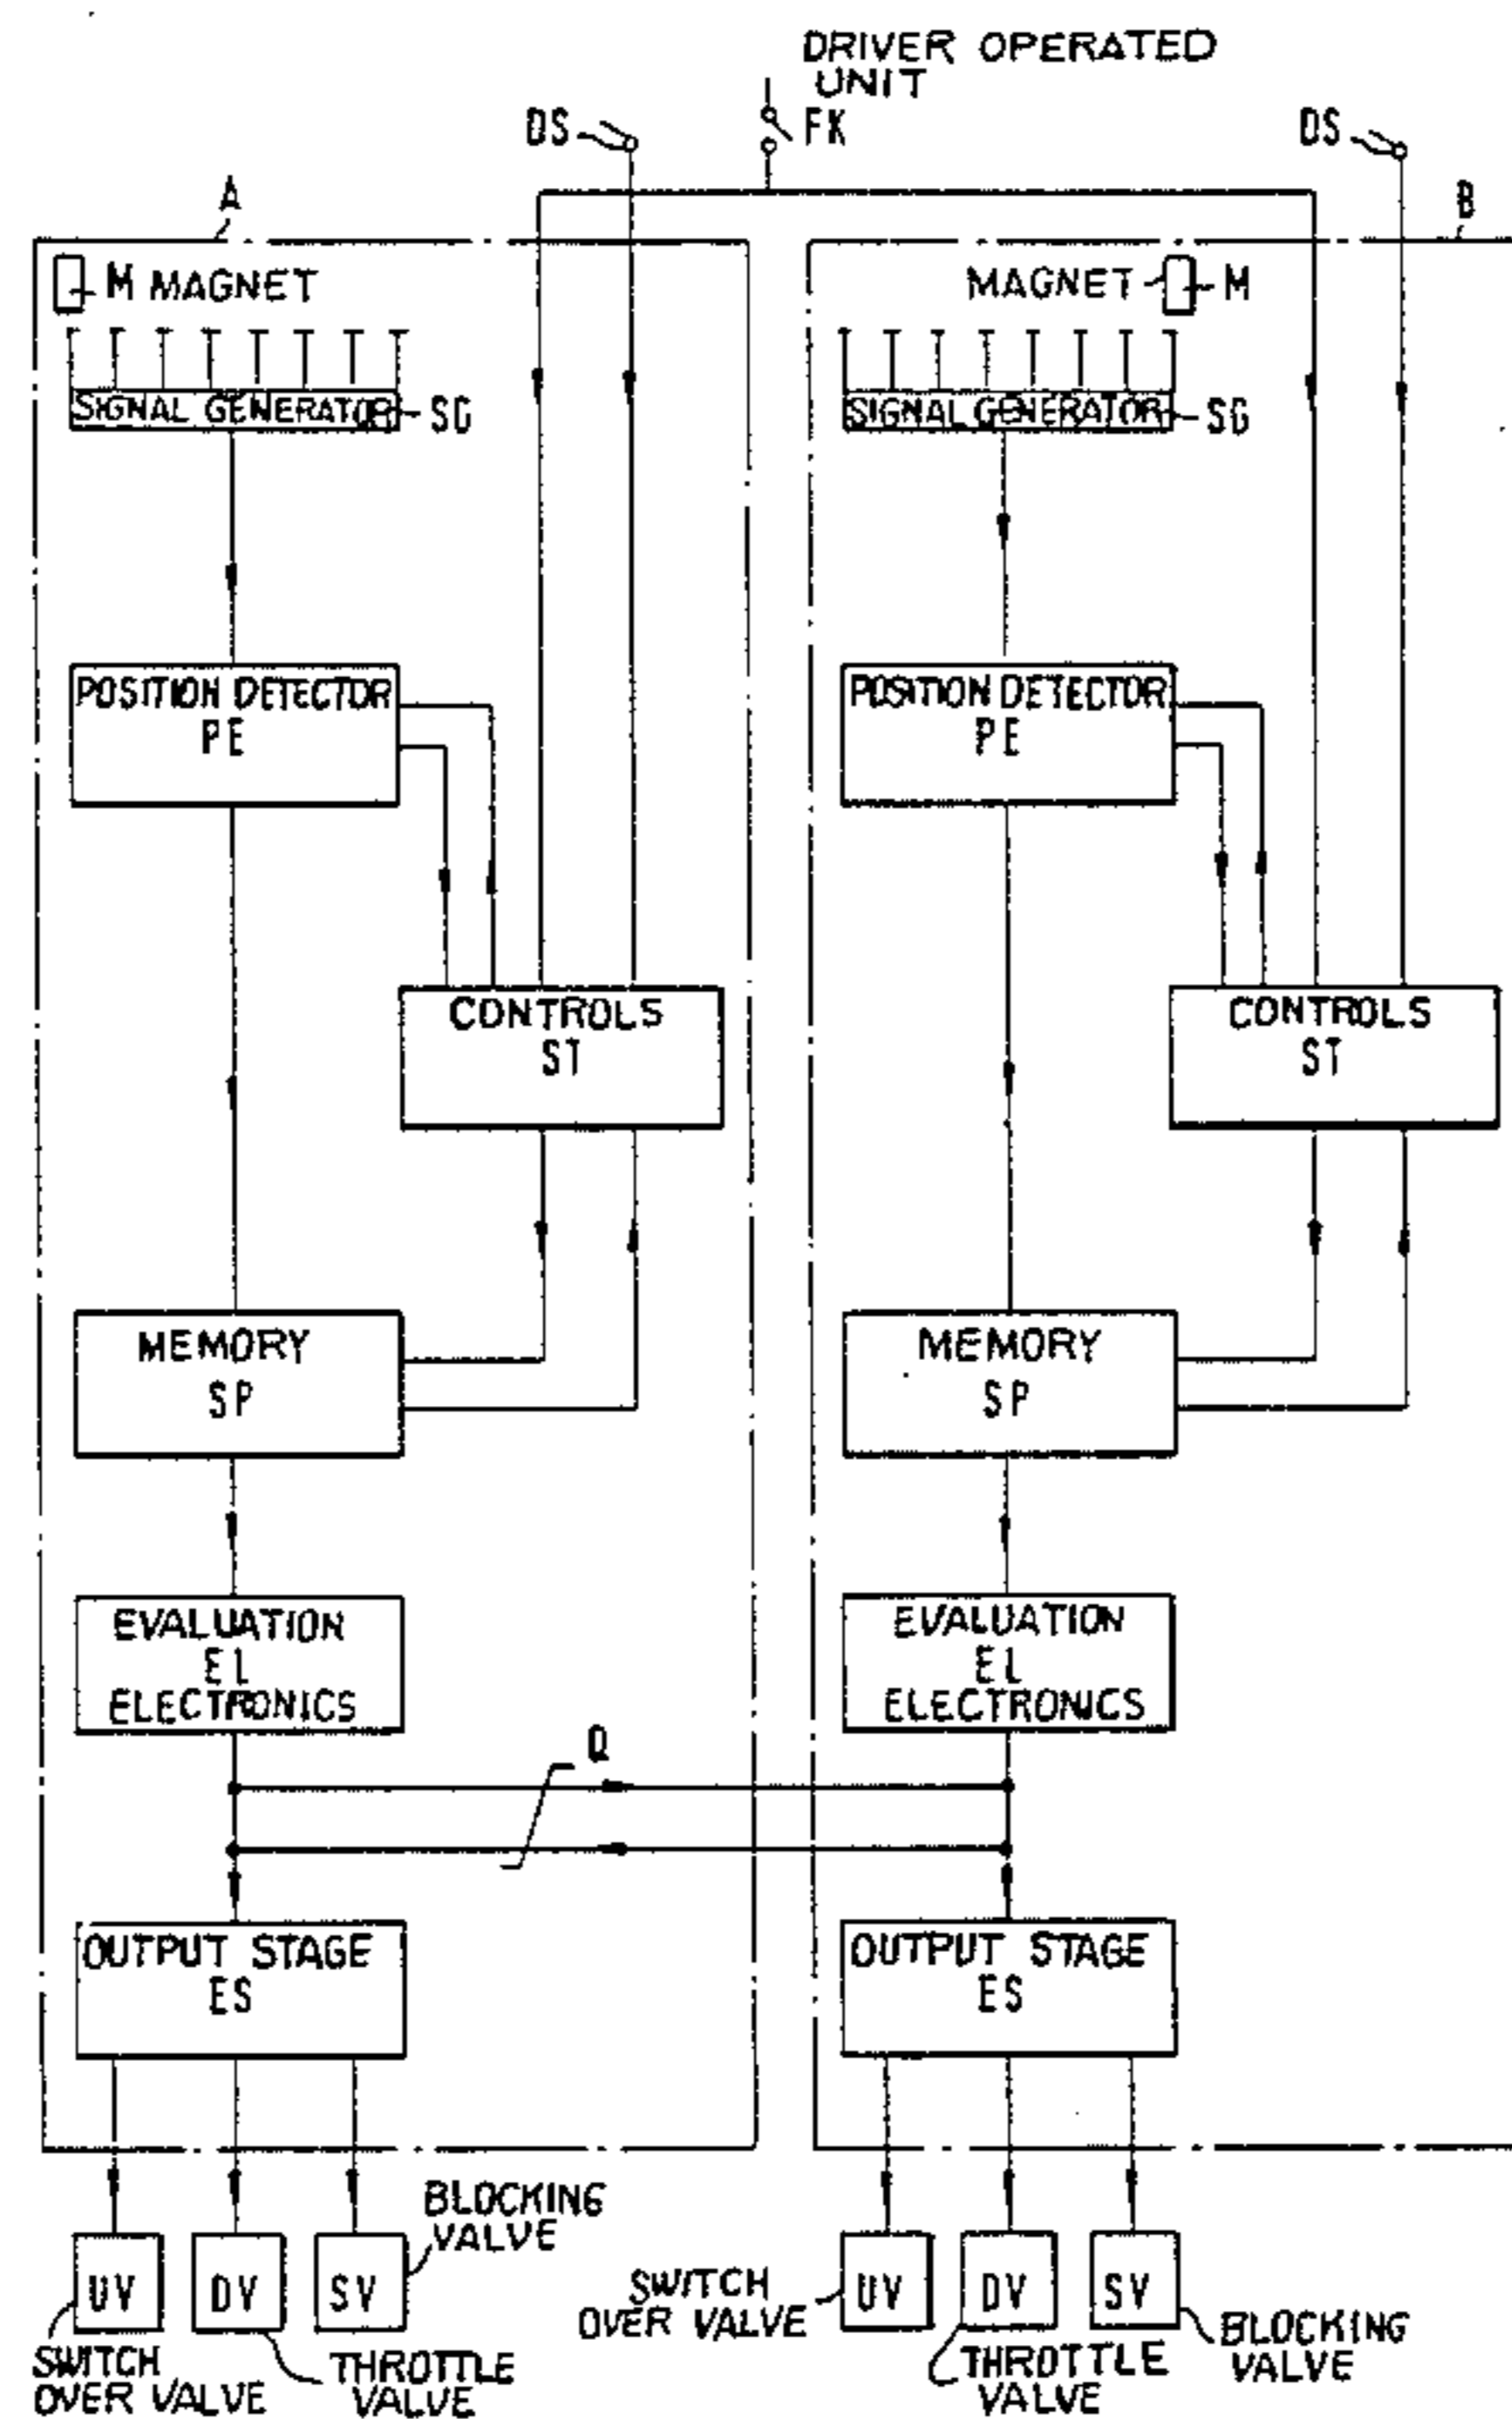 DRIVER OPERATED
UNIT
DS
FK
DS
A
B
M MAGNET
MAGNET M
SIGNAL GENERATOR SG
SIGNAL GENERATOR SG
POSITION DETECTOR
PE
POSITION DETECTOR
PE
CONTROLS
ST
CONTROLS
ST
MEMORY
SP
MEMORY
SP
EVALUATION
EL
ELECTRONICS
EVALUATION
EL
ELECTRONICS
Q
OUTPUT STAGE
ES
OUTPUT STAGE
ES
BLOCKING
VALVE
UV
DV
SV
SWITCH
OVER VALVE
THROTTLE
VALVE
SWITCH
OVER VALVE
UV
DV
SV
THROTTLE
VALVE
BLOCKING
VALVE